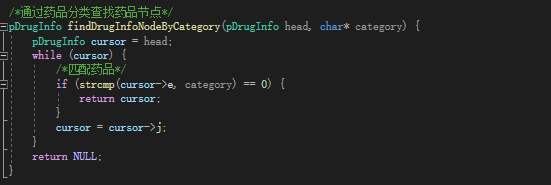 /*通过药品分类查找药品节点*/
pDrugInfo findDrugInfoNodeByCategory(pDrugInfo head, char* category) {
    pDrugInfo cursor = head;
    while (cursor) {
        /*匹配药品*/
        if (strcmp(cursor->e, category) == 0) {
            return cursor;
        }
        cursor = cursor->j;
    }
    return NULL;
}